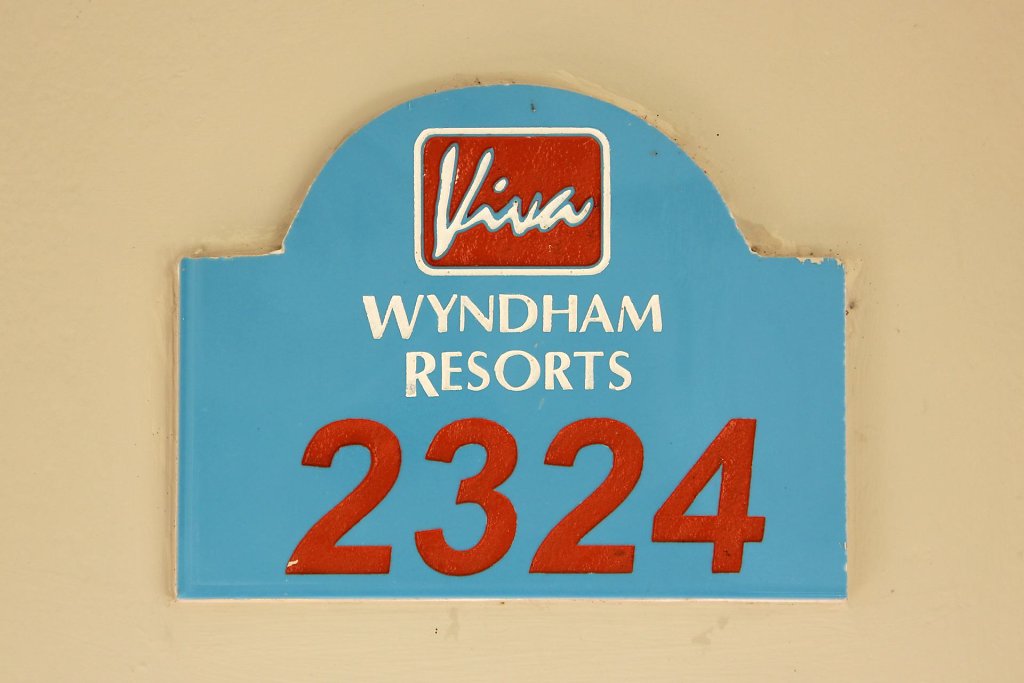 Viva
WYNDHAM
RESORTS
2324